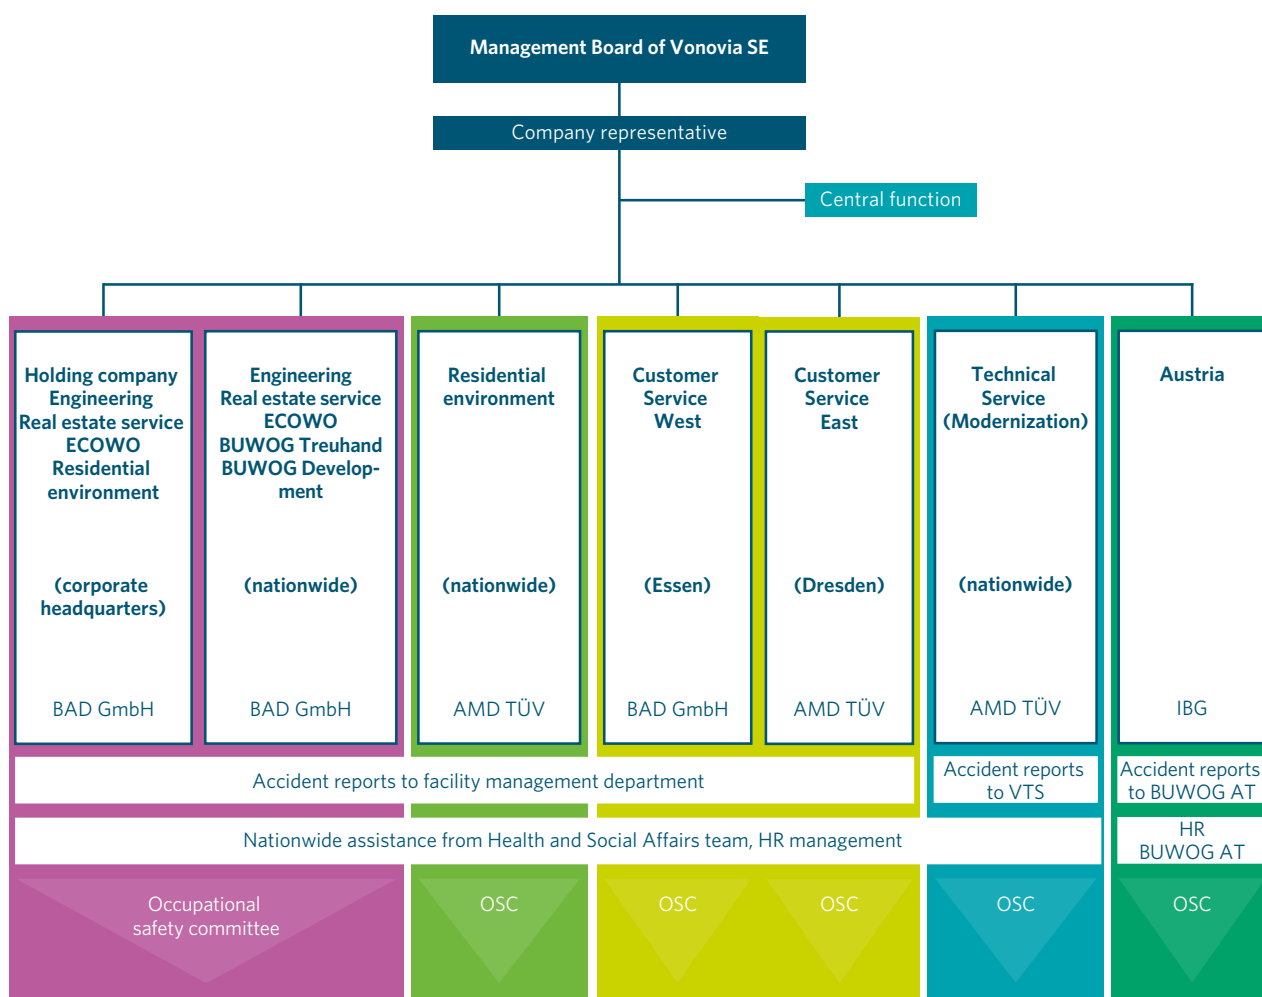 Management Board of Vonovia SE
Company representative
Central function
Holding company
Engineering
Real estate service
ECOWO
Residential
environment
(corporate
headquarters)
BAD GmbH
Engineering
Real estate service
ECOWO
BUWOG Treuhand
BUWOG Develop-
ment
(nationwide)
BAD GmbH
Residential
environment
(nationwide)
AMD TÜV
Customer
Service
West
(Essen)
BAD GmbH
Customer
Service
East
(Dresden)
AMD TÜV
Technical
Service
(Modernization)
(nationwide)
AMD TÜV
Austria
IBG
Accident reports to facility management department
Accident reports
to VTS
Accident reports
to BUWOG AT
Nationwide assistance from Health and Social Affairs team, HR management
HR
BUWOG AT
Occupational
safety committee
OSC
OSC
OSC
OSC
OSC